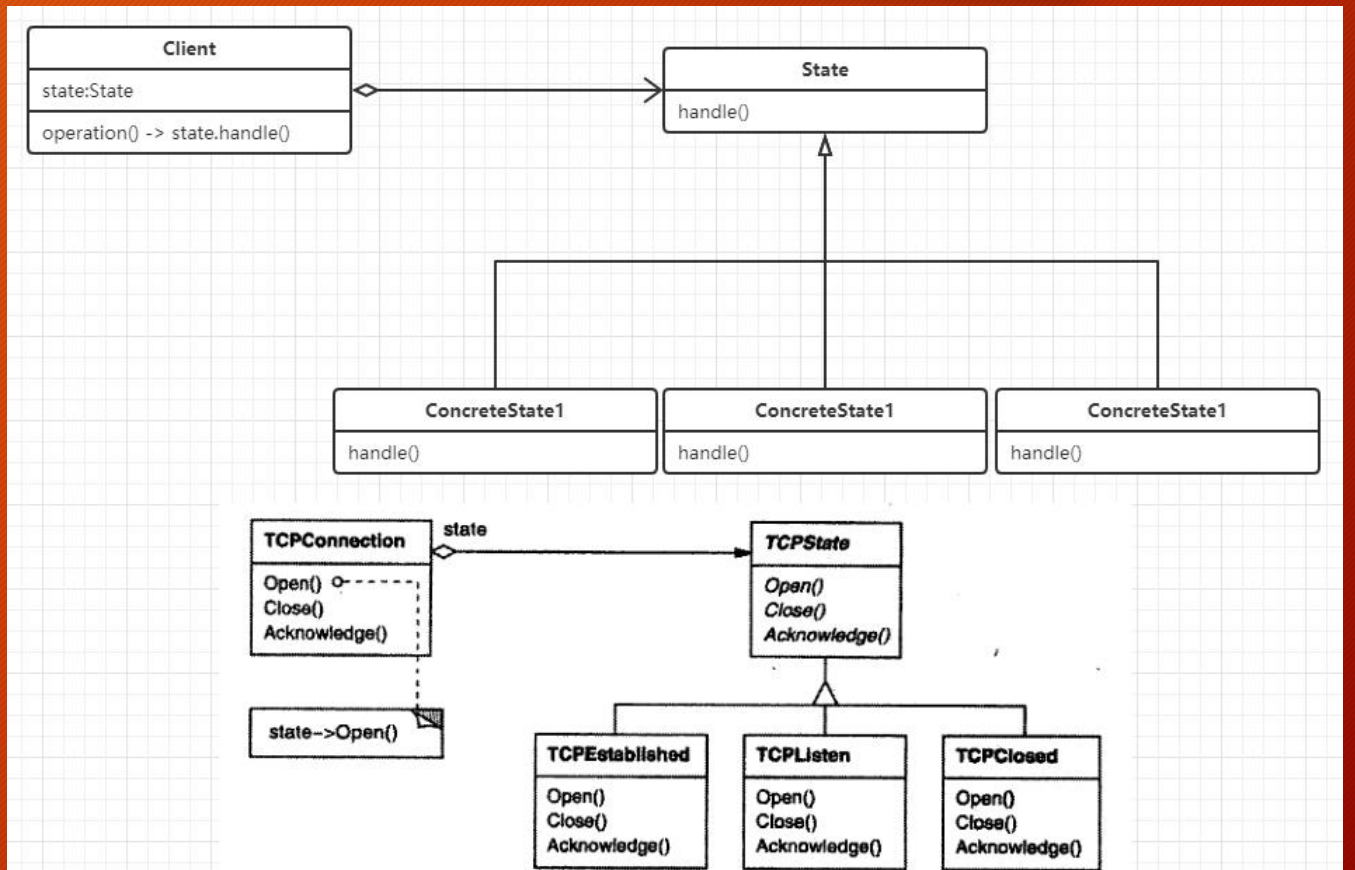 Client
state:State
operation() -> state.handle()
State
handle()
ConcreteState1
handle()
ConcreteState1
handle()
ConcreteState1
handle()
TCPConnection
Open()
Close()
Acknowledge()
state
TCPState
Open()
Close()
Acknowledge()
state->Open()
TCPEstablished
Open()
Close()
Acknowledge()
TCPListen
Open()
Close()
Acknowledge()
TCPClosed
Open()
Close()
Acknowledge()